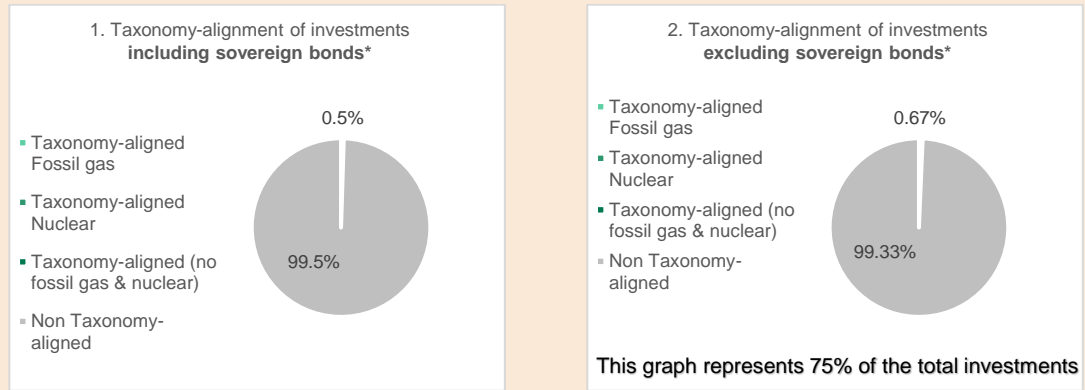 1. Taxonomy-alignment of investments
including sovereign bonds*
0.5%
Taxonomy-aligned
Fossil gas
Taxonomy-aligned
Nuclear
Taxonomy-aligned (no
fossil gas & nuclear)
Non Taxonomy-
aligned
99.5%
2. Taxonomy-alignment of investments
excluding sovereign bonds*
Taxonomy-aligned
Fossil gas
Taxonomy-aligned
Nuclear
Taxonomy-aligned (no
fossil gas & nuclear)
Non Taxonomy-
aligned
0.67%
99.33%
This graph represents 75% of the total investments